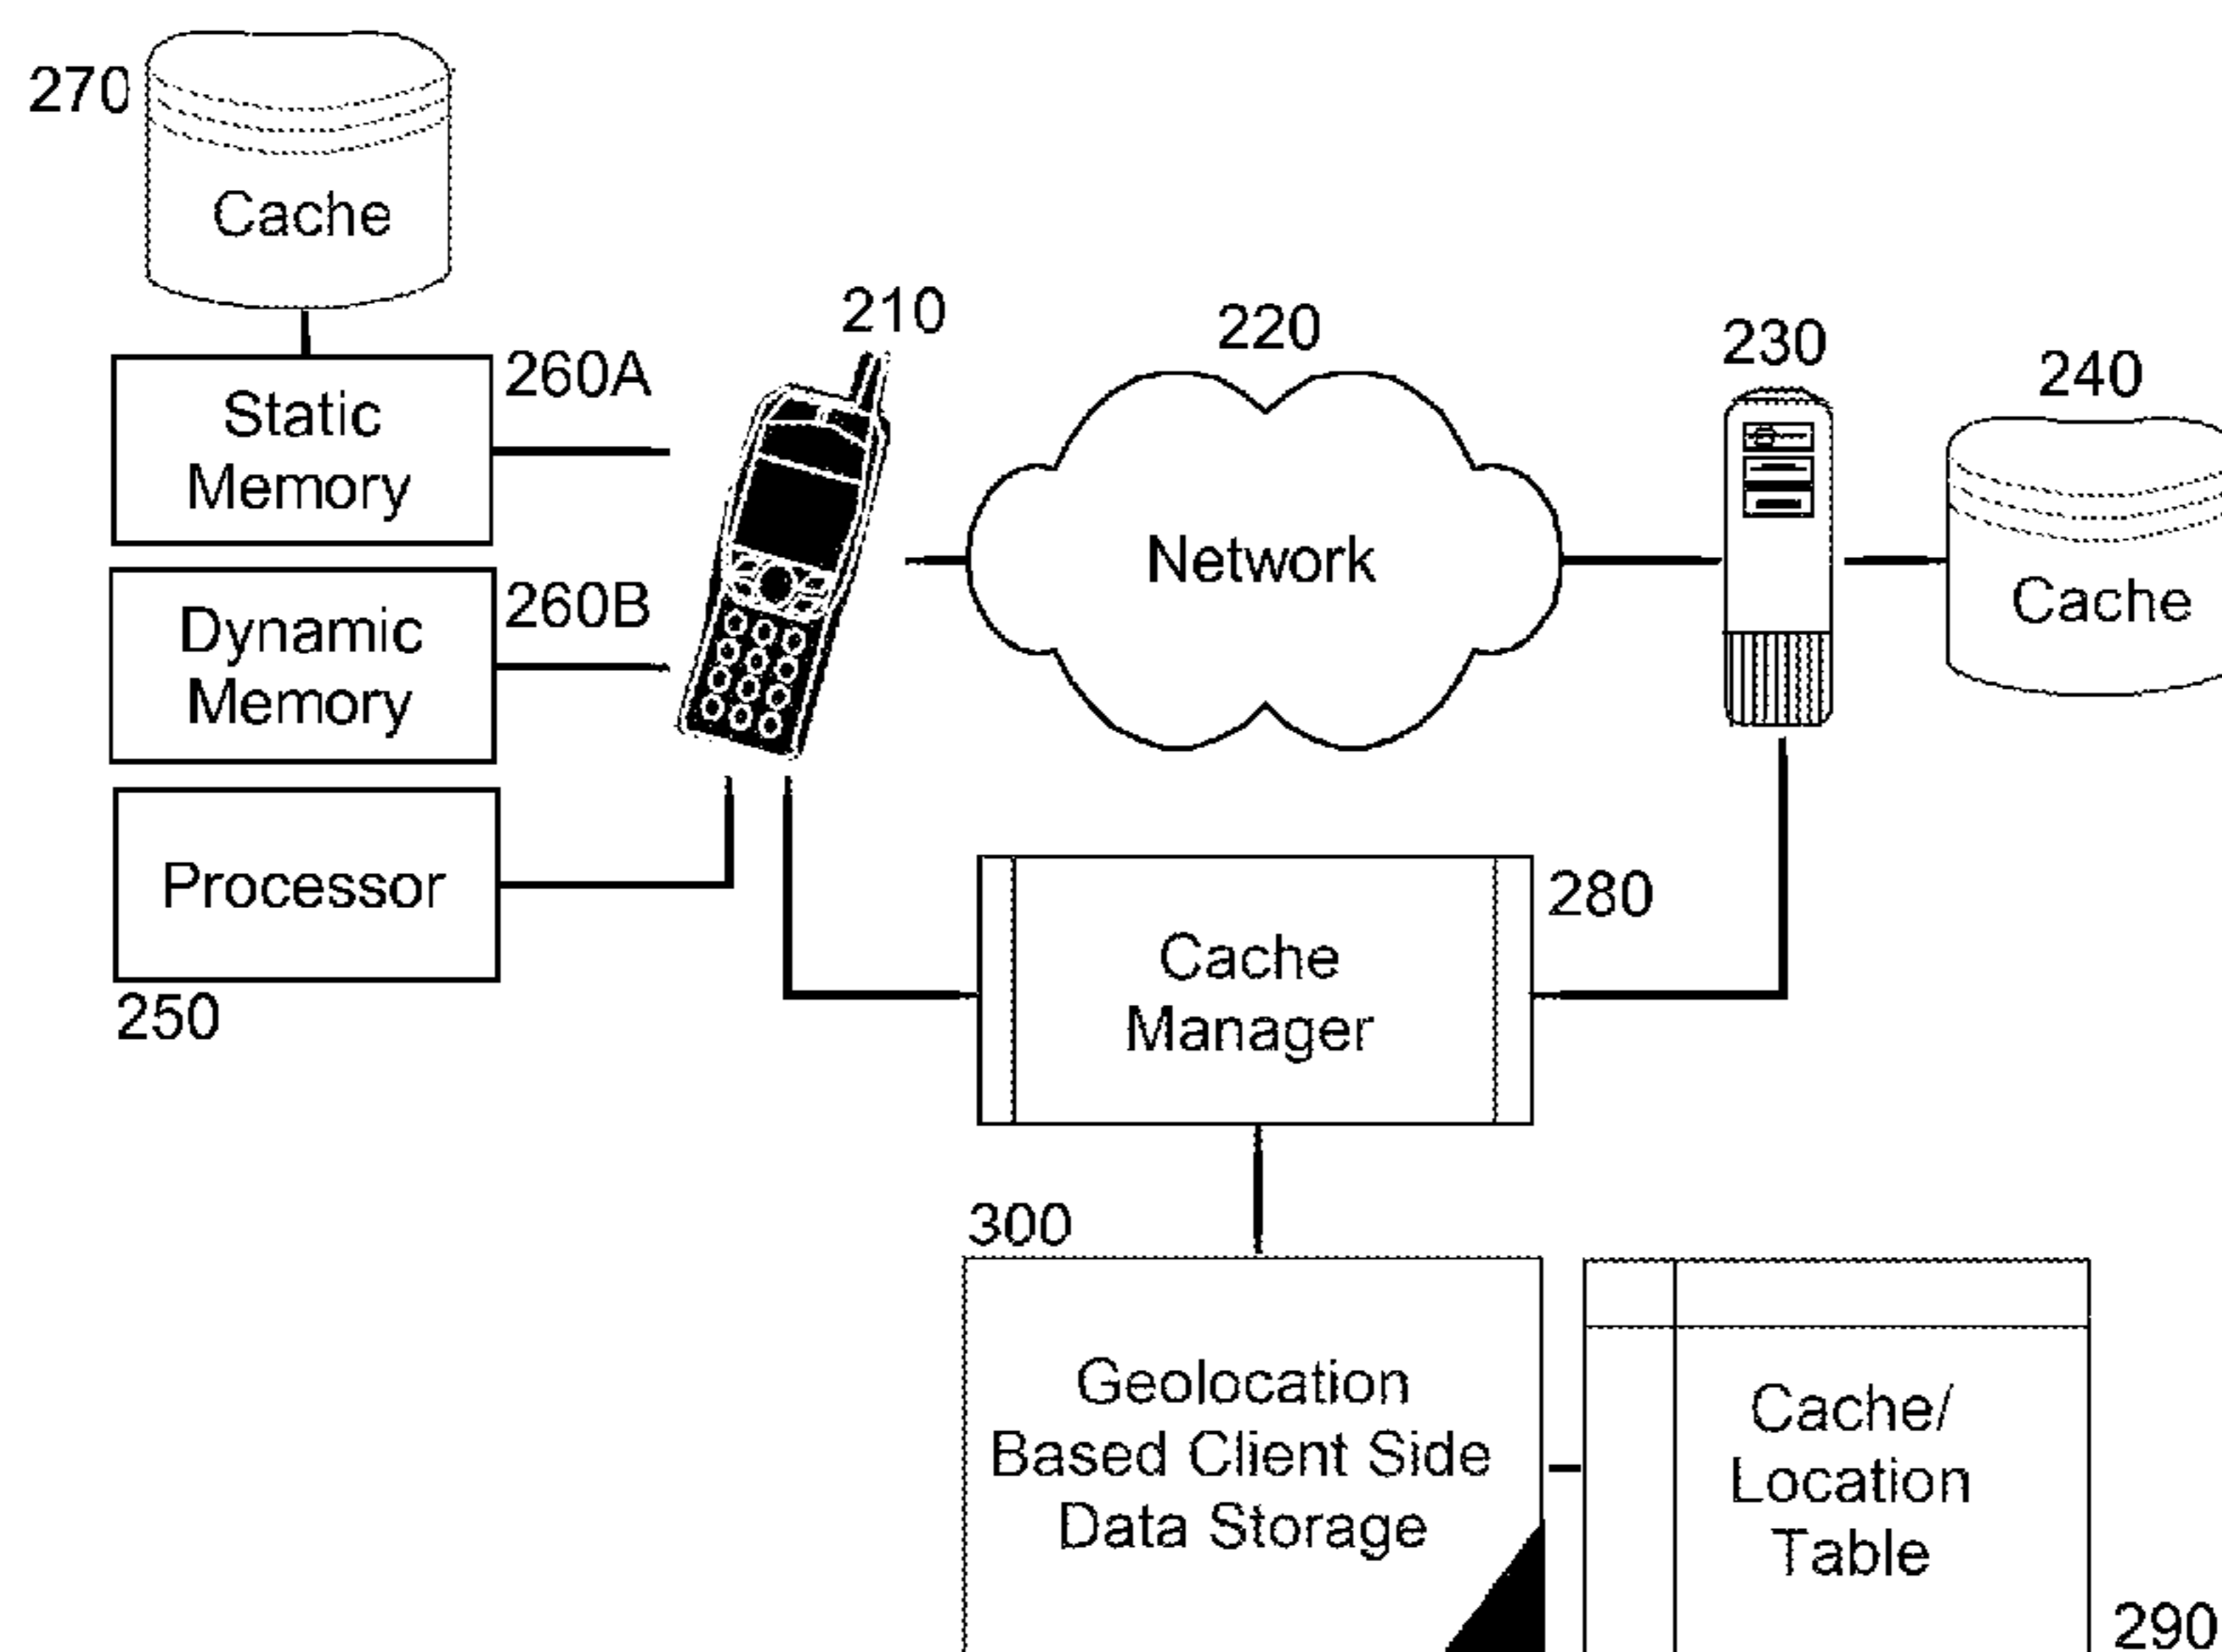 270
Cache
210
220
230
240
260A
Static
Memory
Network
Cache
260B
Dynamic
Memory
Processor
250
280
Cache
Manager
300
Geolocation
Based Client Side
Data Storage
Cache/
Location
Table
290